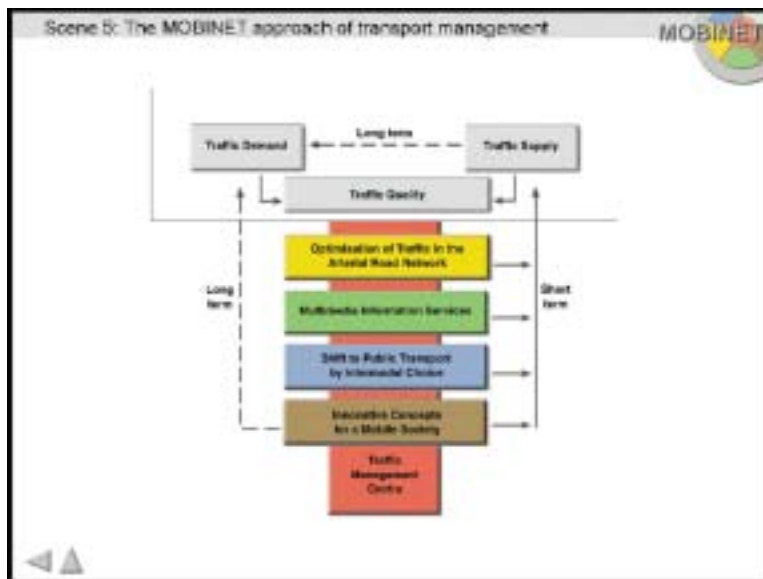 Scene 5: The MOBINET approach of transport management
MOBINET
Traffic Demand
Long term
Traffic Supply
Traffic Quality
Optimisation of Traffic in the
Arterial Road Network
Long
term
Short
term
Multimedia Information Services
Shift to Public Transport
by Intermodal Choice
Innovative Concepts
for a Mobile Society
Traffic
Management
Centre